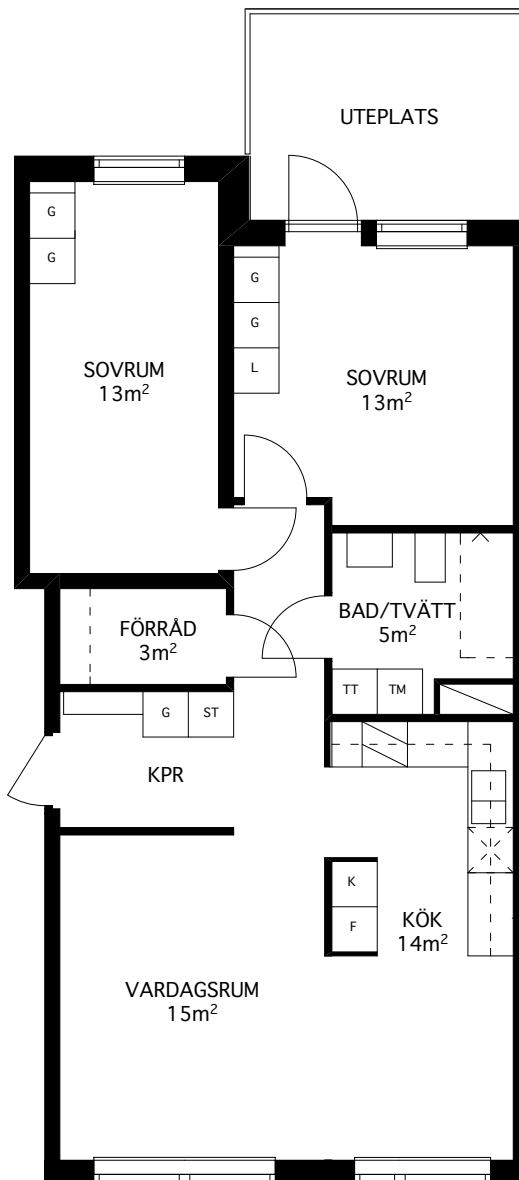 UTEPLATS
G
G
G
G
L
SOVRUM
13m²
SOVRUM
13m²
FÖRRÅD
3m²
BAD/TVÄTT
5m²
TT
TM
G
ST
KPR
K
F
KÖK
14m²
VARDAGSRUM
15m²